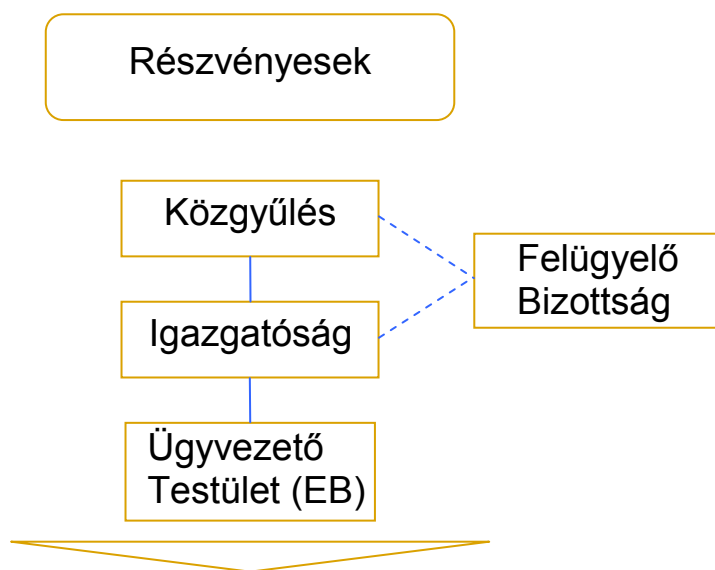 Részvényesek
Közgyűlés
Felügyelő
Bizottság
Igazgatóság
Ügyvezető
Testület (EB)